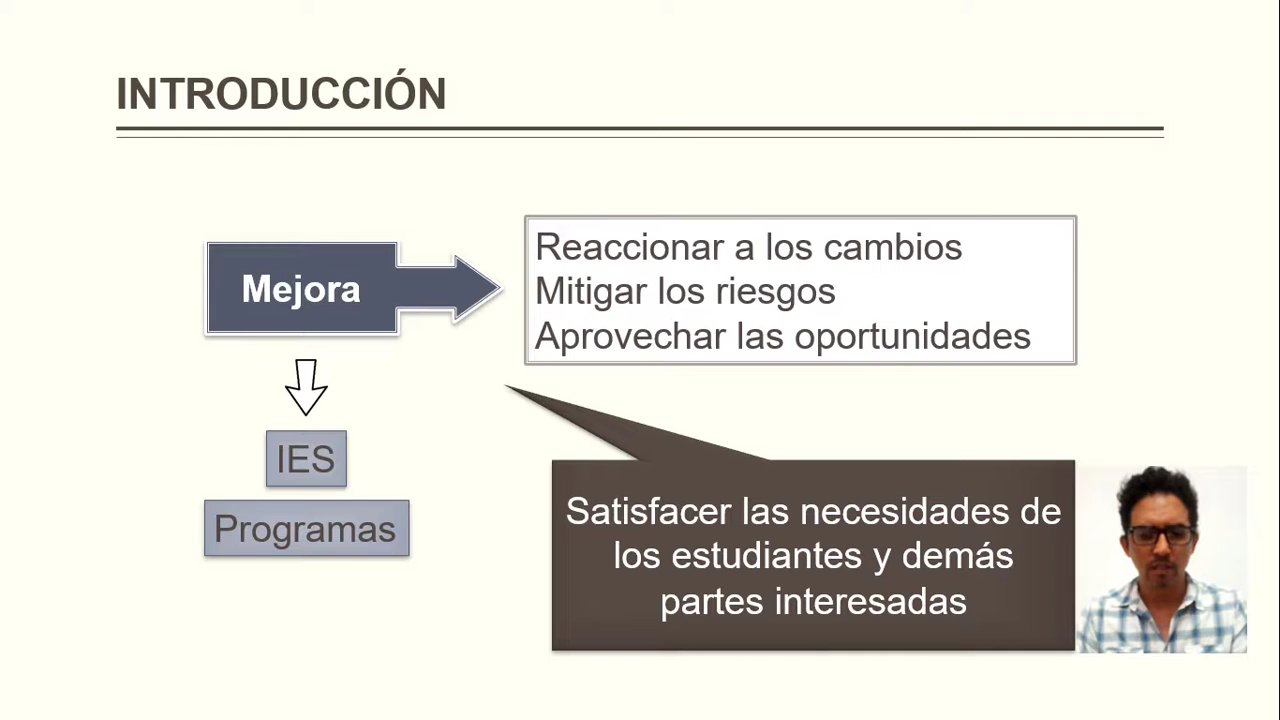 INTRODUCCIÓN
Mejora
Reaccionar a los cambios
Mitigar los riesgos
Aprovechar las oportunidades
IES
Programas
Satisfacer las necesidades de
los estudiantes y demás
partes interesadas